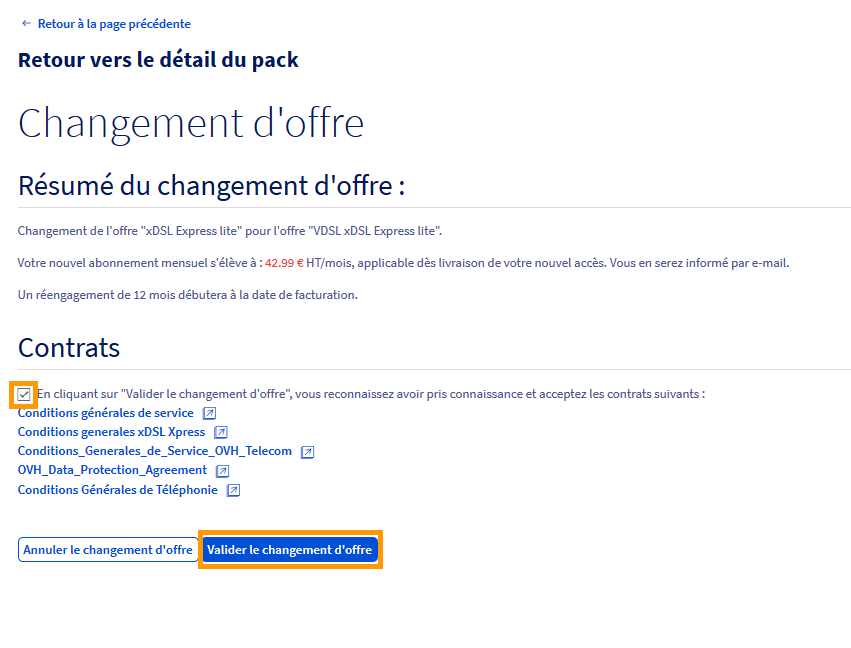 ← Retour à la page précédente
Retour vers le détail du pack
Changement d'offre
Résumé du changement d'offre :
Changement de l'offre "xDSL Express lite" pour l'offre "VDSL xDSL Express lite".
Votre nouvel abonnement mensuel s'élève à : 42.99 € HT/mois, applicable dès livraison de votre nouvel accès. Vous en serez informé par e-mail.
Un réengagement de 12 mois débutera à la date de facturation.
Contrats
En cliquant sur "Valider le changement d'offre", vous reconnaissez avoir pris connaissance et acceptez les contrats suivants :
Conditions générales de service
Conditions generales xDSL Xpress
Conditions_Generales_de_Service_OVH_Telecom
OVH_Data_Protection_Agreement
Conditions Générales de Téléphonie
Annuler le changement d'offre Valider le changement d'offre